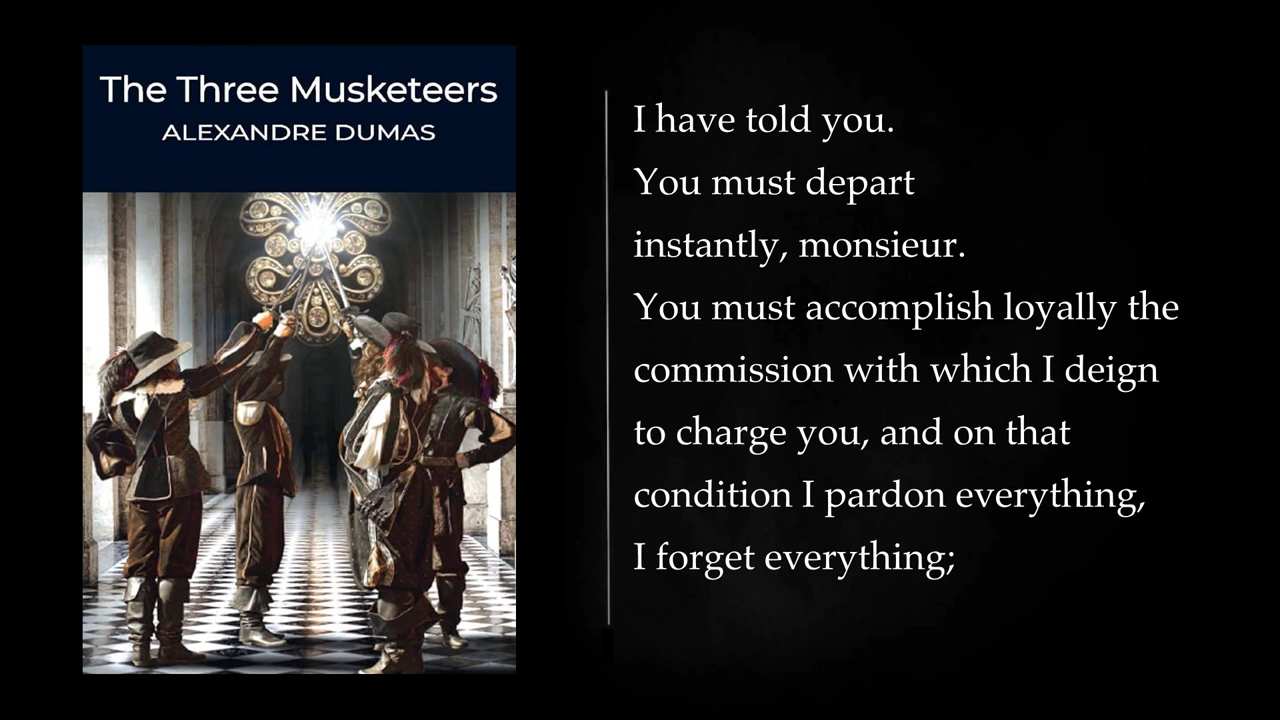 The Three Musketeers
ALEXANDRE DUMAS
I have told you.
You must depart
instantly, monsieur.
You must accomplish loyally the
commission with which I deign
to charge you, and on that
condition I pardon everything,
I forget everything;